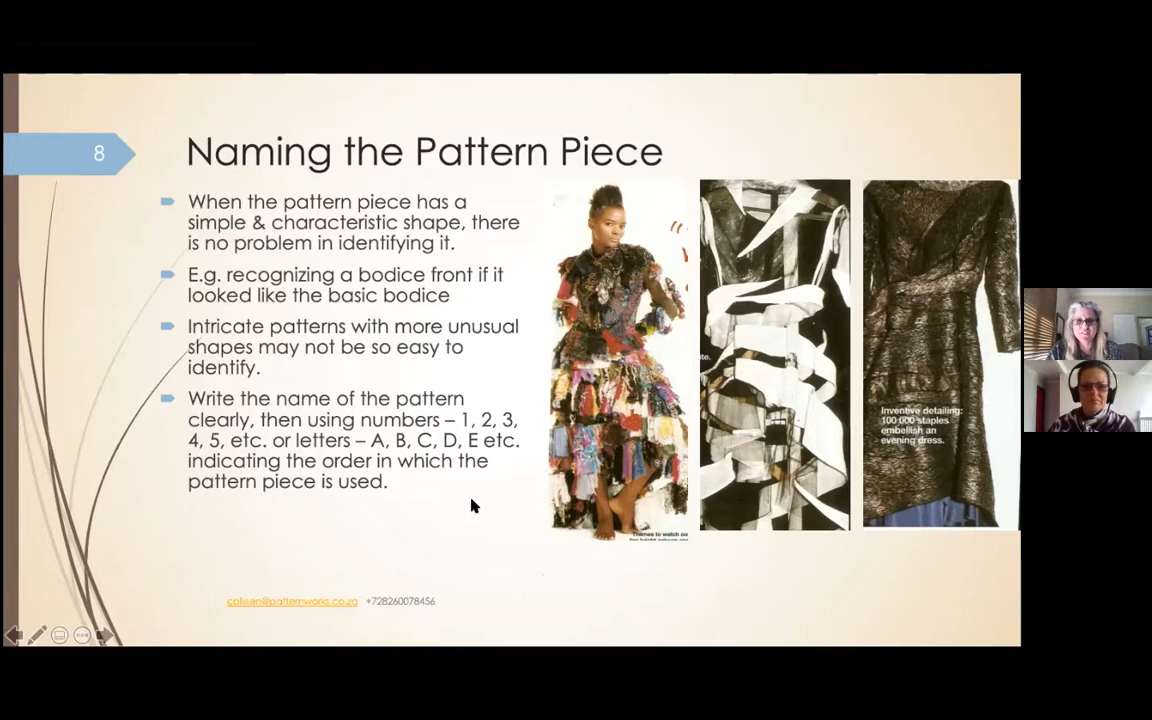 8
Naming the Pattern Piece
When the pattern piece has a
simple & characteristic shape, there
is no problem in identifying it.
E.g. recognizing a bodice front if it
looked like the basic bodice
Intricate patterns with more unusual
shapes may not be so easy to
identify.
Write the name of the pattern
clearly, then using numbers – 1, 2, 3,
4, 5, etc. or letters – A, B, C, D, E etc.
indicating the order in which the
pattern piece is used.
Inventive detailing:
100 000 staples
embellish an
evening dress.
colleen@patternworks.co.za +728260078456